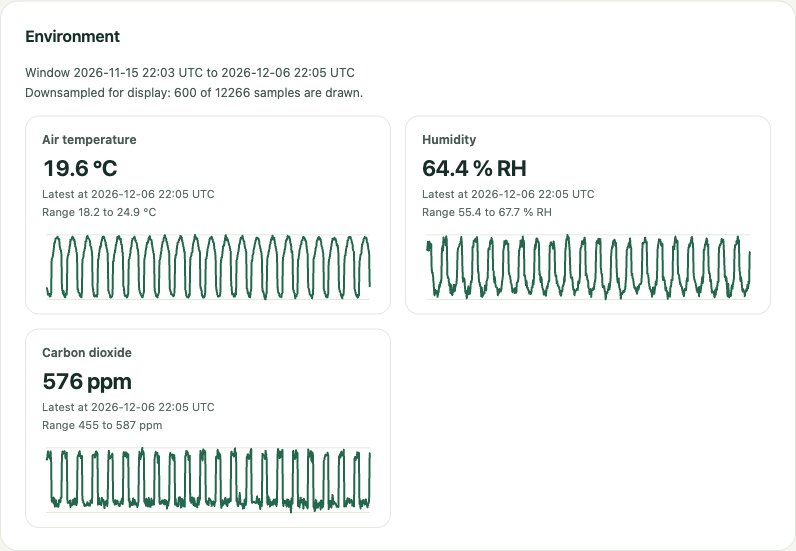 Environment
Window 2026-11-15 22:03 UTC to 2026-12-06 22:05 UTC
Downsampled for display: 600 of 12266 samples are drawn.
Air temperature
19.6 °C
Latest at 2026-12-06 22:05 UTC
Range 18.2 to 24.9 °C
Humidity
64.4 % RH
Latest at 2026-12-06 22:05 UTC
Range 55.4 to 67.7 % RH
Carbon dioxide
576 ppm
Latest at 2026-12-06 22:05 UTC
Range 455 to 587 ppm